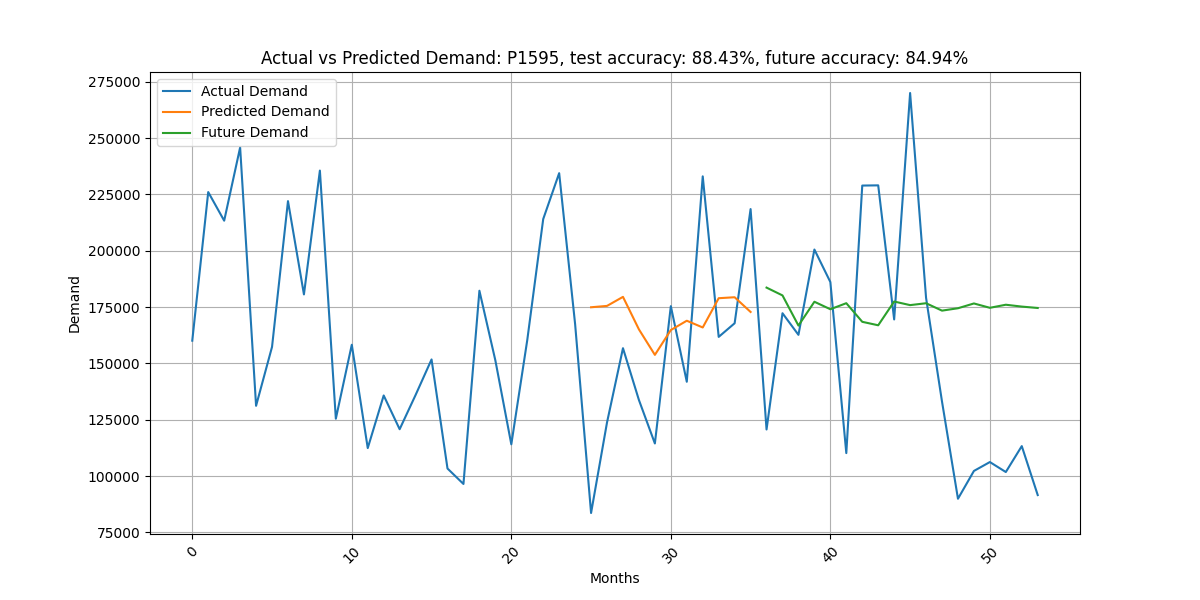 Actual vs Predicted Demand: P1595, test accuracy: 88.43%, future accuracy: 84.94%
Actual Demand
Predicted Demand
Future Demand
275000
250000
225000
200000
175000
150000
125000
100000
75000
Demand
0
10
20
30
40
50
Months